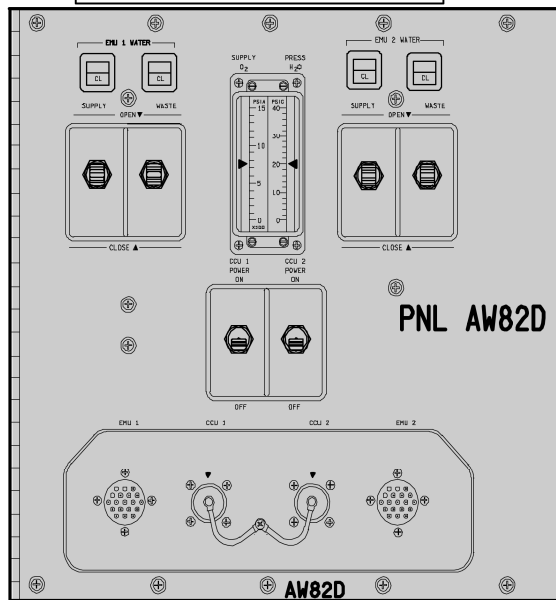 EMU 1 WATER
EMU 2 WATER
CL CL CL CL
SUPPLY WASTE
OPEN▼
CLOSE ▲
SUPPLY PRESS
O2 H2O
PSIA PSIG
15 40
30
10
20
5
10
0 0
X100
SUPPLY WASTE
OPEN▼
CLOSE ▲
CCU 1 CCU 2
POWER POWER
ON ON
OFF OFF
PNL AW82D
EMU 1 CCU 1 CCU 2 EMU 2
AW82D